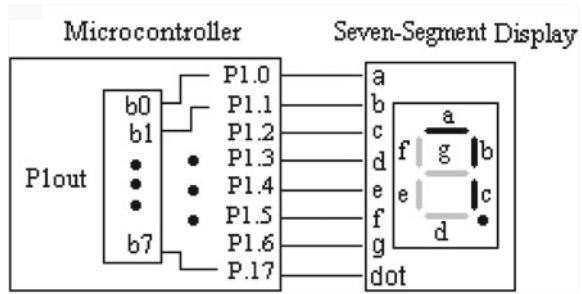 Microcontroller
Seven-Segment Display
P1out
b0
b1
b7
P1.0
P1.1
P1.2
P1.3
P1.4
P1.5
P1.6
P.17
a
b
c
d
e
f
g
dot
a
f g b
e c
d